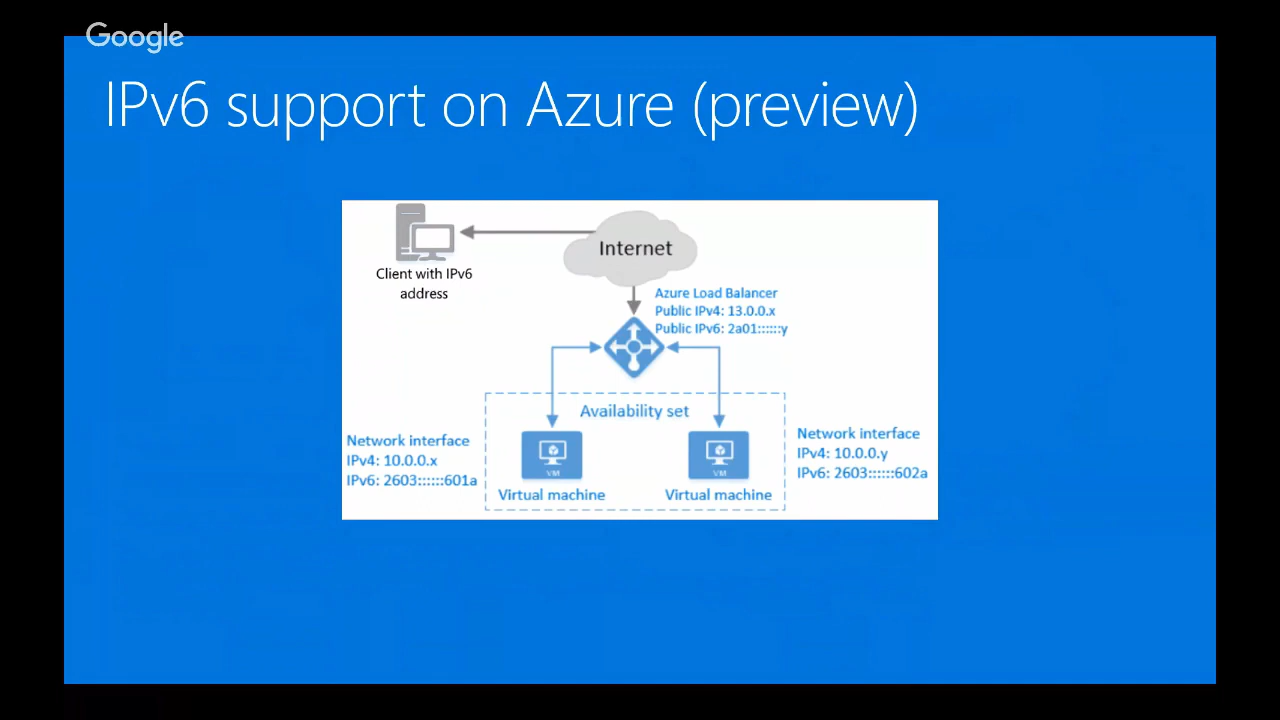 Google
IPv6 support on Azure (preview)
Internet
Client with IPv6
address
Azure Load Balancer
Public IPv4: 13.0.0.x
Public IPv6: 2a01::::::y
Availability set
Network interface
IPv4: 10.0.0.x
IPv6: 2603::::::601a
VM
Virtual machine
VM
Virtual machine
Network interface
IPv4: 10.0.0.y
IPv6: 2603::::::602a